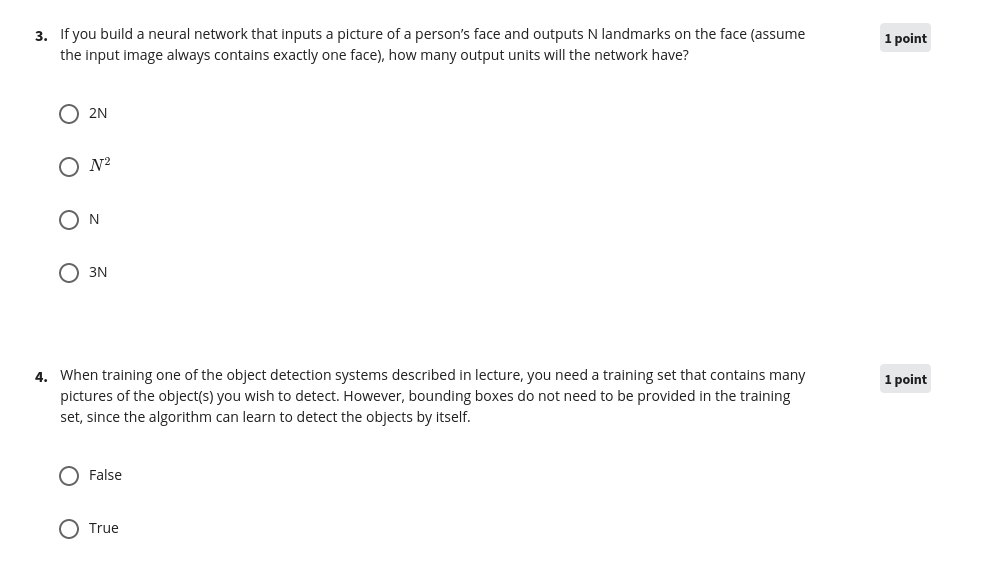 3. If you build a neural network that inputs a picture of a person's face and outputs N landmarks on the face (assume
the input image always contains exactly one face), how many output units will the network have?
1 point
2N
N²
N
3N
4. When training one of the object detection systems described in lecture, you need a training set that contains many
pictures of the object(s) you wish to detect. However, bounding boxes do not need to be provided in the training
set, since the algorithm can learn to detect the objects by itself.
1 point
False
True